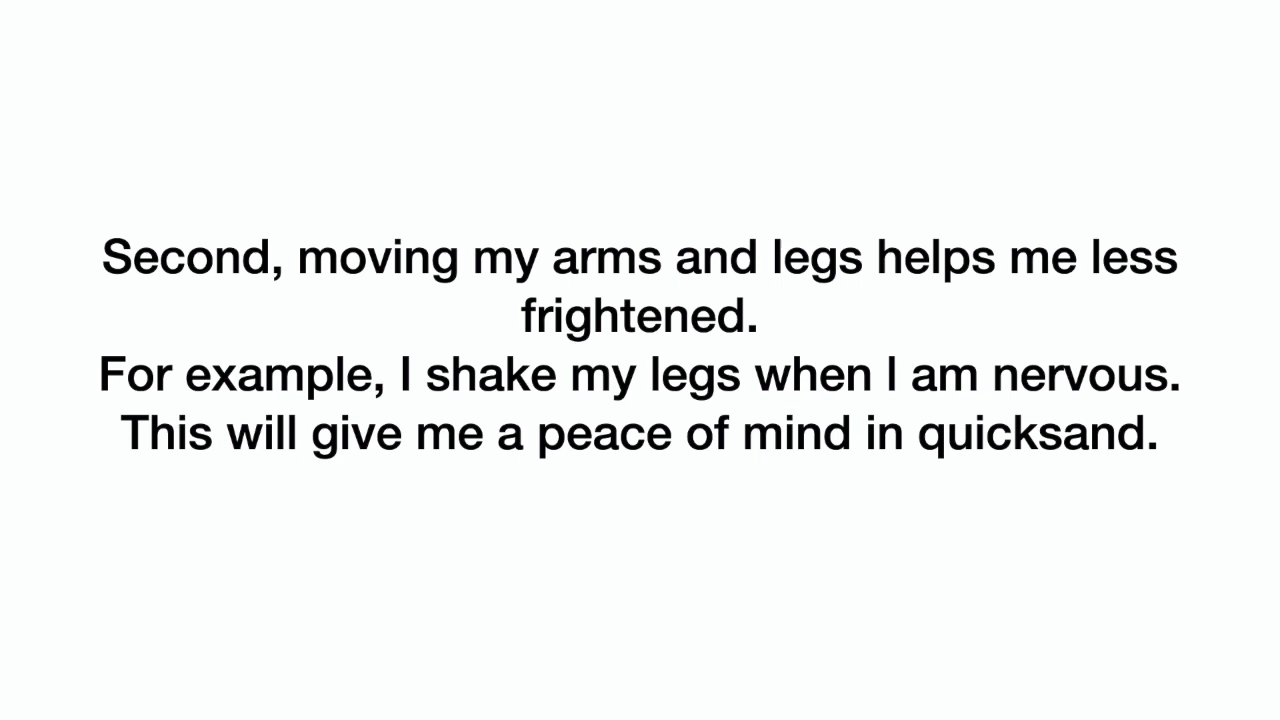 Second, moving my arms and legs helps me less
frightened.
For example, I shake my legs when I am nervous.
This will give me a peace of mind in quicksand.